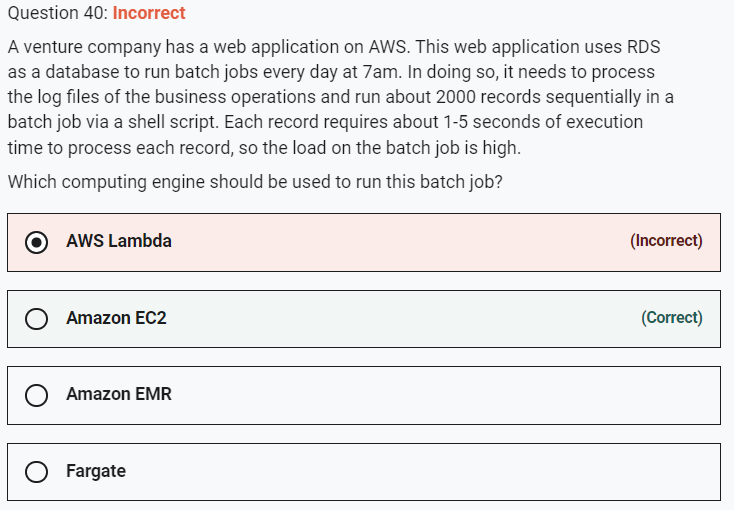 Question 40: Incorrect
A venture company has a web application on AWS. This web application uses RDS
as a database to run batch jobs every day at 7am. In doing so, it needs to process
the log files of the business operations and run about 2000 records sequentially in a
batch job via a shell script. Each record requires about 1-5 seconds of execution
time to process each record, so the load on the batch job is high.
Which computing engine should be used to run this batch job?
AWS Lambda (Incorrect)
Amazon EC2 (Correct)
Amazon EMR
Fargate